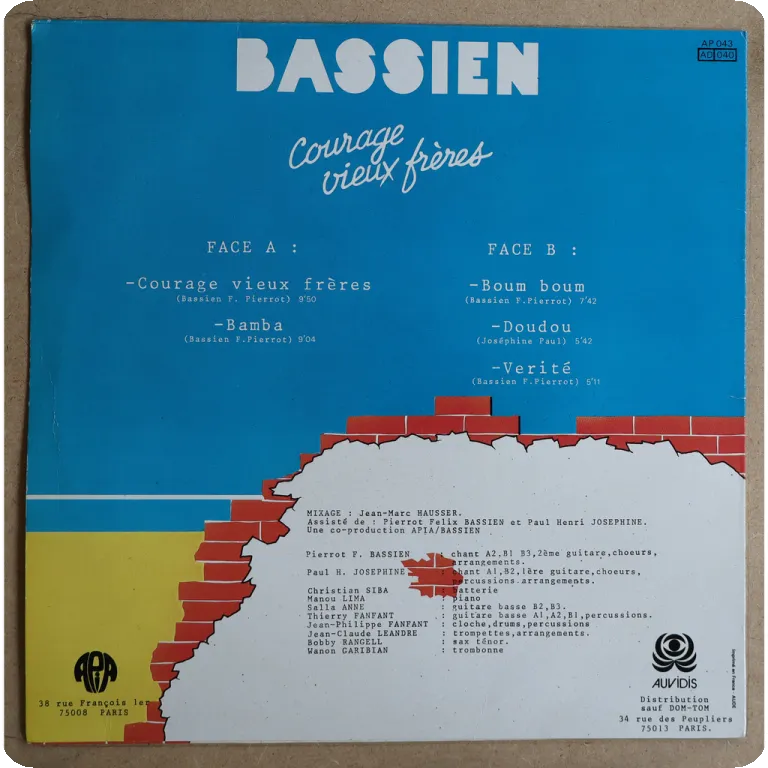 BASSIEN
AP 043
AD 040
Courage
vieux frères
FACE A :
-Courage vieux frères
(Bassien F. Pierrot) 9'50
-Bamba
(Bassien F.Pierrot) 9'04
FACE B :
-Boum boum
(Bassien F.Pierrot) 7'42
-Doudou
(Joséphine Paul) 5'42
-Verité
(Bassien F.Pierrot) 5'11
MIXAGE : Jean-Marc HAUSSER.
Assisté de : Pierrot Felix BASSIEN et Paul Henri JOSEPHINE.
Une co-production APIA/BASSIEN
Pierrot F. BASSIEN : chant A2,B1 B3,2ème guitare,choeurs,
arrangements.
Paul H. JOSEPHINE : chant A1,B2,1ère guitare,choeurs,
percussions arrangements.
Christian SIBA : batterie
Manou LIMA : piano
Salla ANNE : guitare basse B2,B3.
Thierry FANFANT : guitare basse A1,A2,B1,percussions.
Jean-Philippe FANFANT : cloche,drums,percussions
Jean-Claude LEANDRE : trompettes,arrangements.
Bobby RANGELL : sax ténor.
Wanon GARIBIAN : trombonne
APIA
38 rue François 1er
75008 PARIS
AUVIDIS
Distribution
sauf DOM-TOM
34 rue des Peupliers
75013 PARIS.
Imprimé en France